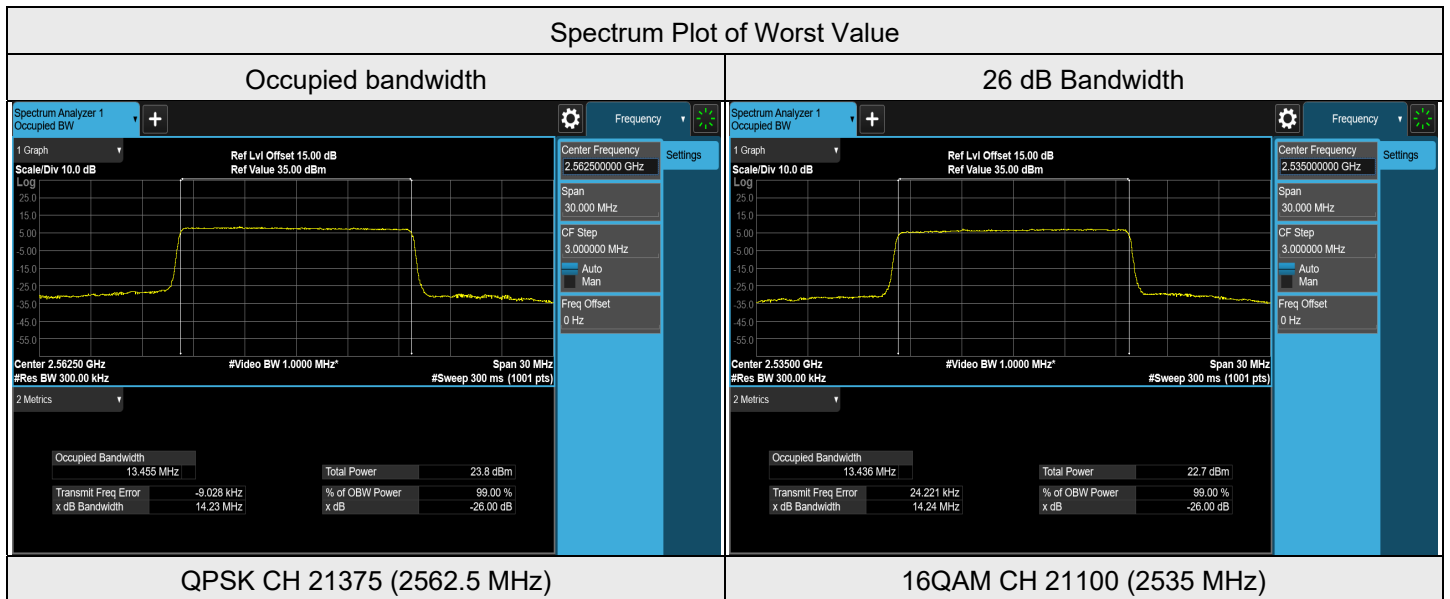 Spectrum Plot of Worst Value
Occupied bandwidth
26 dB Bandwidth
Spectrum Analyzer 1
Occupied BW
+
Frequency
1 Graph
Scale/Div 10.0 dB
Ref Lvl Offset 15.00 dB
Ref Value 35.00 dBm
Log
25.0
15.0
5.00
-5.00
-15.0
-25.0
-35.0
-45.0
-55.0
Center 2.56250 GHz
#Video BW 1.0000 MHz*
Span 30 MHz
#Res BW 300.00 kHz
#Sweep 300 ms (1001 pts)
Center Frequency
2.562500000 GHz
Settings
Span
30.000 MHz
CF Step
3.000000 MHz
Auto
Man
Freq Offset
0 Hz
2 Metrics
Occupied Bandwidth
13.455 MHz
Total Power 23.8 dBm
Transmit Freq Error -9.028 kHz
% of OBW Power 99.00 %
x dB Bandwidth 14.23 MHz
x dB -26.00 dB
Spectrum Analyzer 1
Occupied BW
+
Frequency
1 Graph
Scale/Div 10.0 dB
Ref Lvl Offset 15.00 dB
Ref Value 35.00 dBm
Log
25.0
15.0
5.00
-5.00
-15.0
-25.0
-35.0
-45.0
-55.0
Center 2.53500 GHz
#Video BW 1.0000 MHz*
Span 30 MHz
#Res BW 300.00 kHz
#Sweep 300 ms (1001 pts)
Center Frequency
2.535000000 GHz
Settings
Span
30.000 MHz
CF Step
3.000000 MHz
Auto
Man
Freq Offset
0 Hz
2 Metrics
Occupied Bandwidth
13.436 MHz
Total Power 22.7 dBm
Transmit Freq Error 24.221 kHz
% of OBW Power 99.00 %
x dB Bandwidth 14.24 MHz
x dB -26.00 dB
QPSK CH 21375 (2562.5 MHz)
16QAM CH 21100 (2535 MHz)